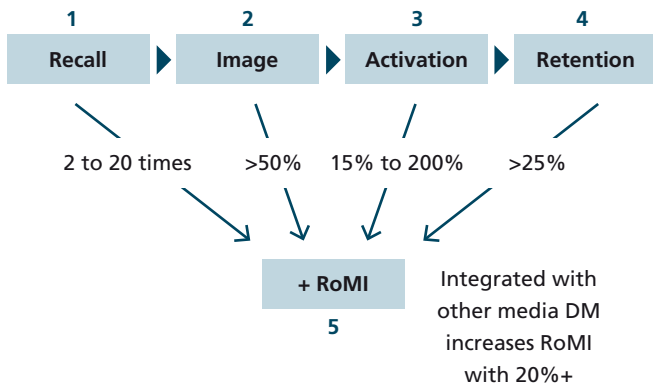 1 2 3 4
Recall Image Activation Retention
2 to 20 times >50% 15% to 200% >25%
+ RoMI
5
Integrated with
other media DM
increases RoMI
with 20%+